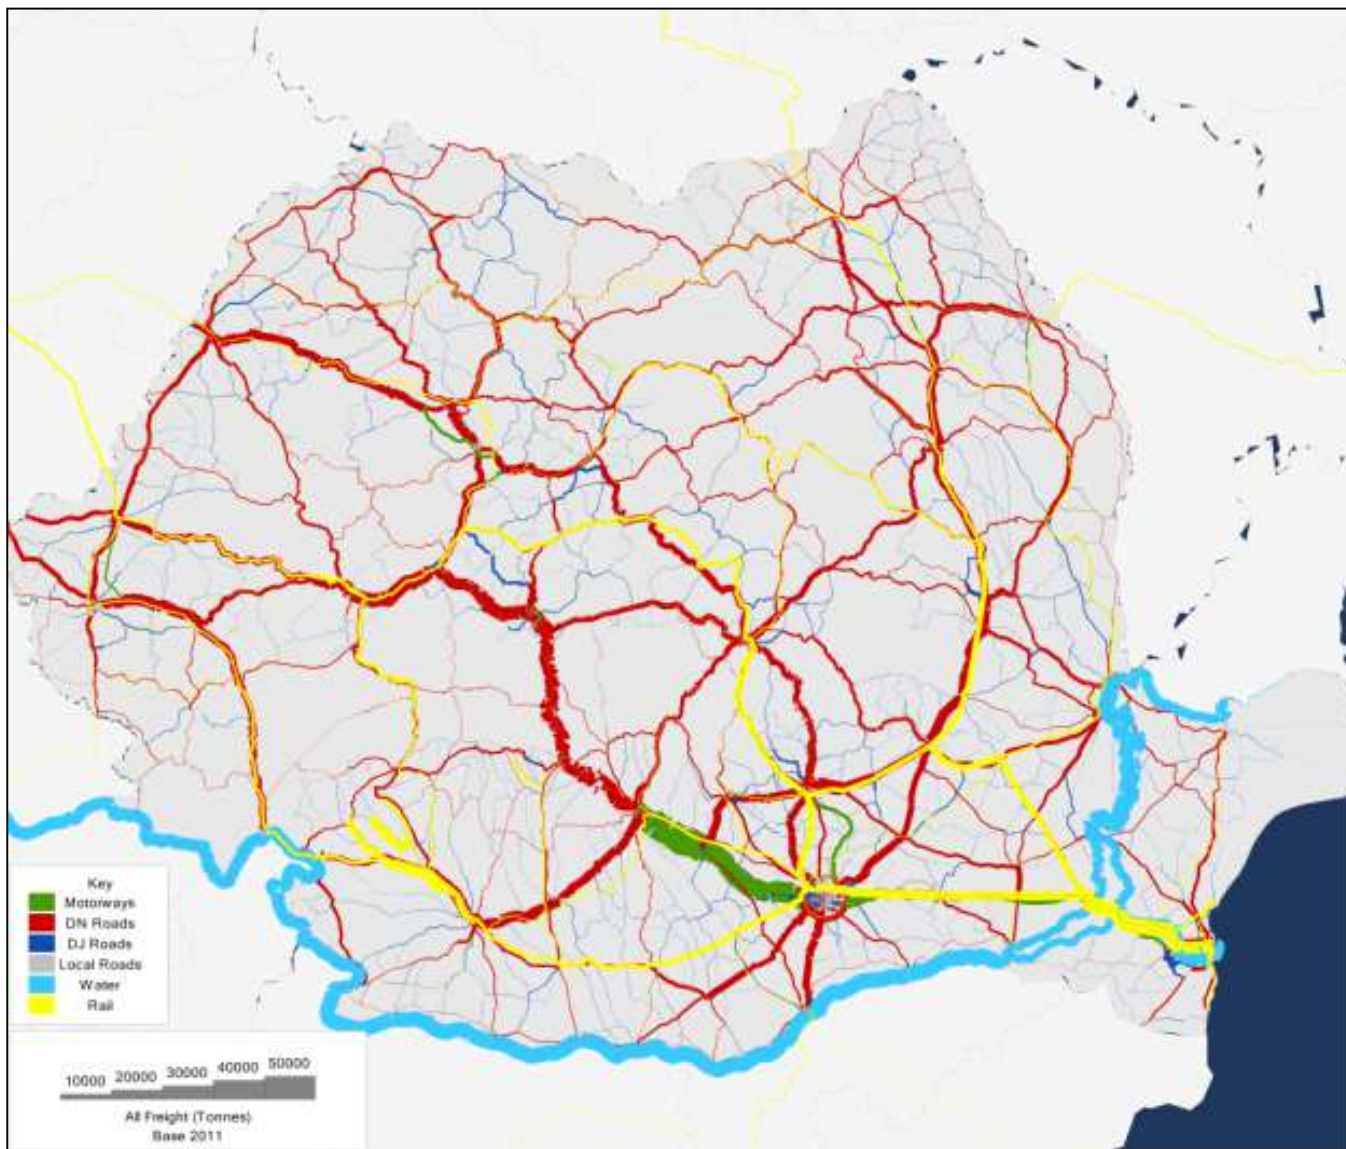 Key
Motorways
DN Roads
DJ Roads
Local Roads
Water
Rail
10000 20000 30000 40000 50000
All Freight (Tonnes)
Base 2011